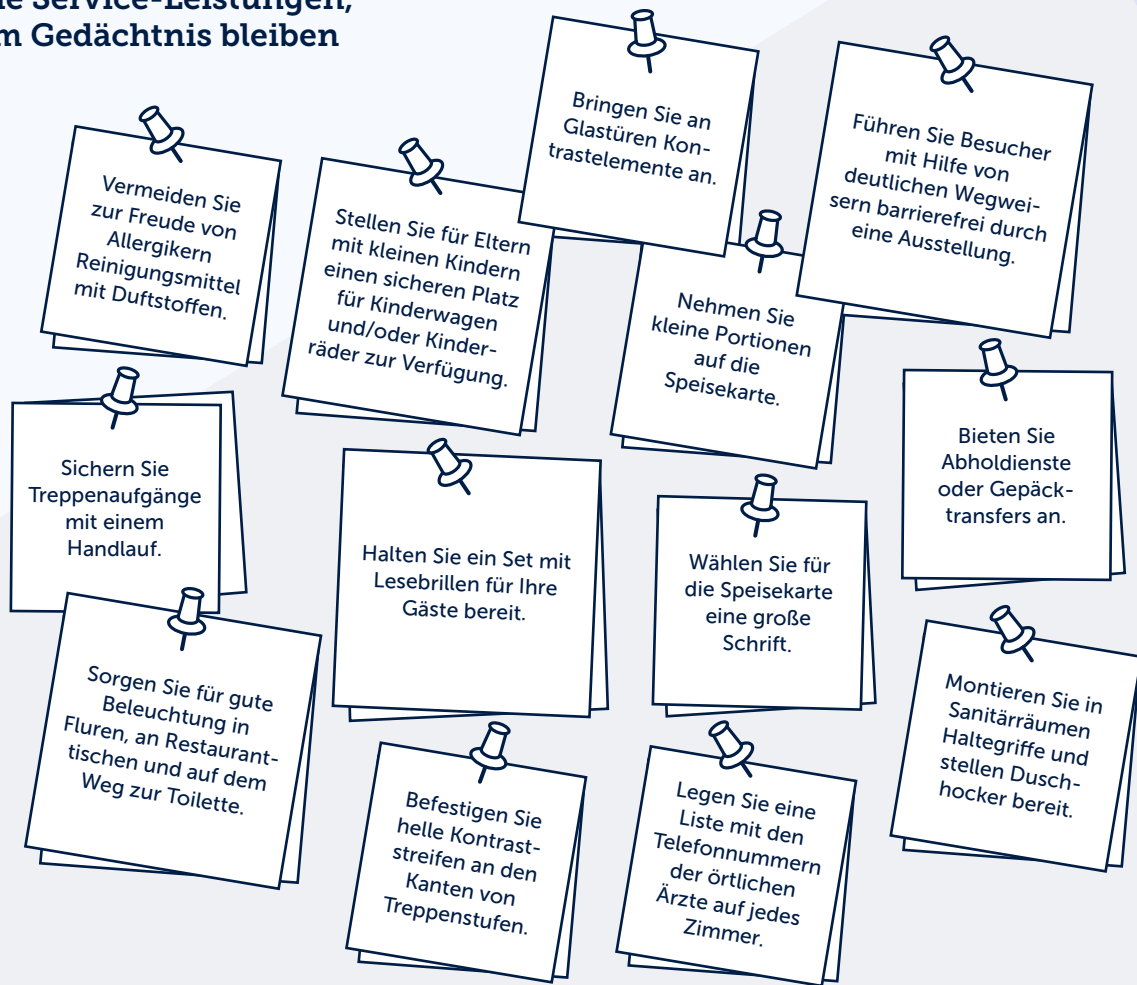 Service-Leistungen,
Gedächtnis bleiben
Bringen Sie an
Glastüren Kon-
trastelemente an.
Führen Sie Besucher
mit Hilfe von
deutlichen Wegwei-
sern barrierefrei durch
eine Ausstellung.
Vermeiden Sie
zur Freude von
Allergikern
Reinigungsmittel
mit Duftstoffen.
Stellen Sie für Eltern
mit kleinen Kindern
einen sicheren Platz
für Kinderwagen
und/oder Kinder-
räder zur Verfügung.
Nehmen Sie
kleine Portionen
auf die
Speisekarte.
Sichern Sie
Treppenaufgänge
mit einem
Handlauf.
Halten Sie ein Set mit
Lesebrillen für Ihre
Gäste bereit.
Wählen Sie für
die Speisekarte
eine große
Schrift.
Bieten Sie
Abholdienste
oder Gepäck-
transfers an.
Sorgen Sie für gute
Beleuchtung in
Fluren, an Restaurant-
tischen und auf dem
Weg zur Toilette.
Befestigen Sie
helle Kontrast-
streifen an den
Kanten von
Treppenstufen.
Legen Sie eine
Liste mit den
Telefonnummern
der örtlichen
Ärzte auf jedes
Zimmer.
Montieren Sie in
Sanitärräumen
Haltegriffe und
stellen Dusch-
hocker bereit.